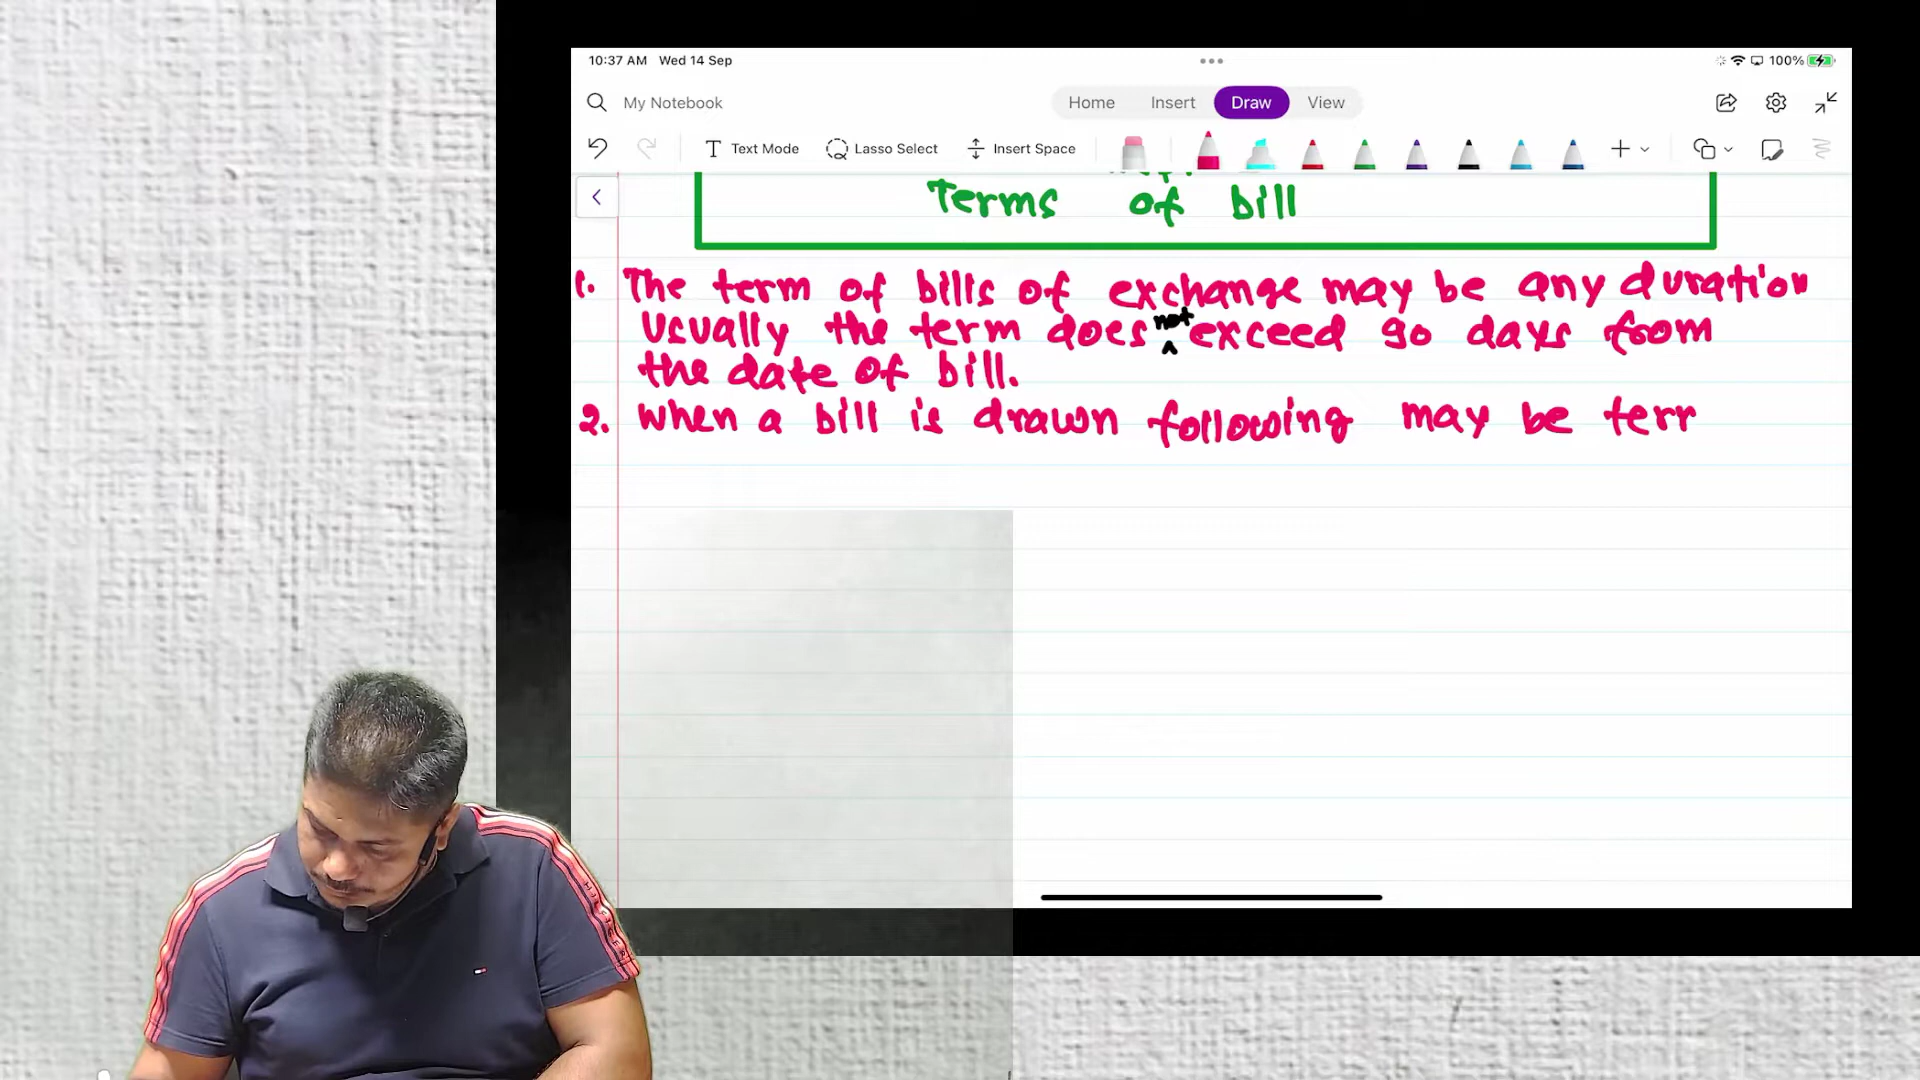 10:37 AM Wed 14 Sep
100%
My Notebook
Home Insert Draw View
Text Mode Lasso Select Insert Space
Terms of bill
1. The term of bills of exchange may be any duration
Usually the term does not exceed 90 days from
the date of bill.
2. When a bill is drawn following may be terr